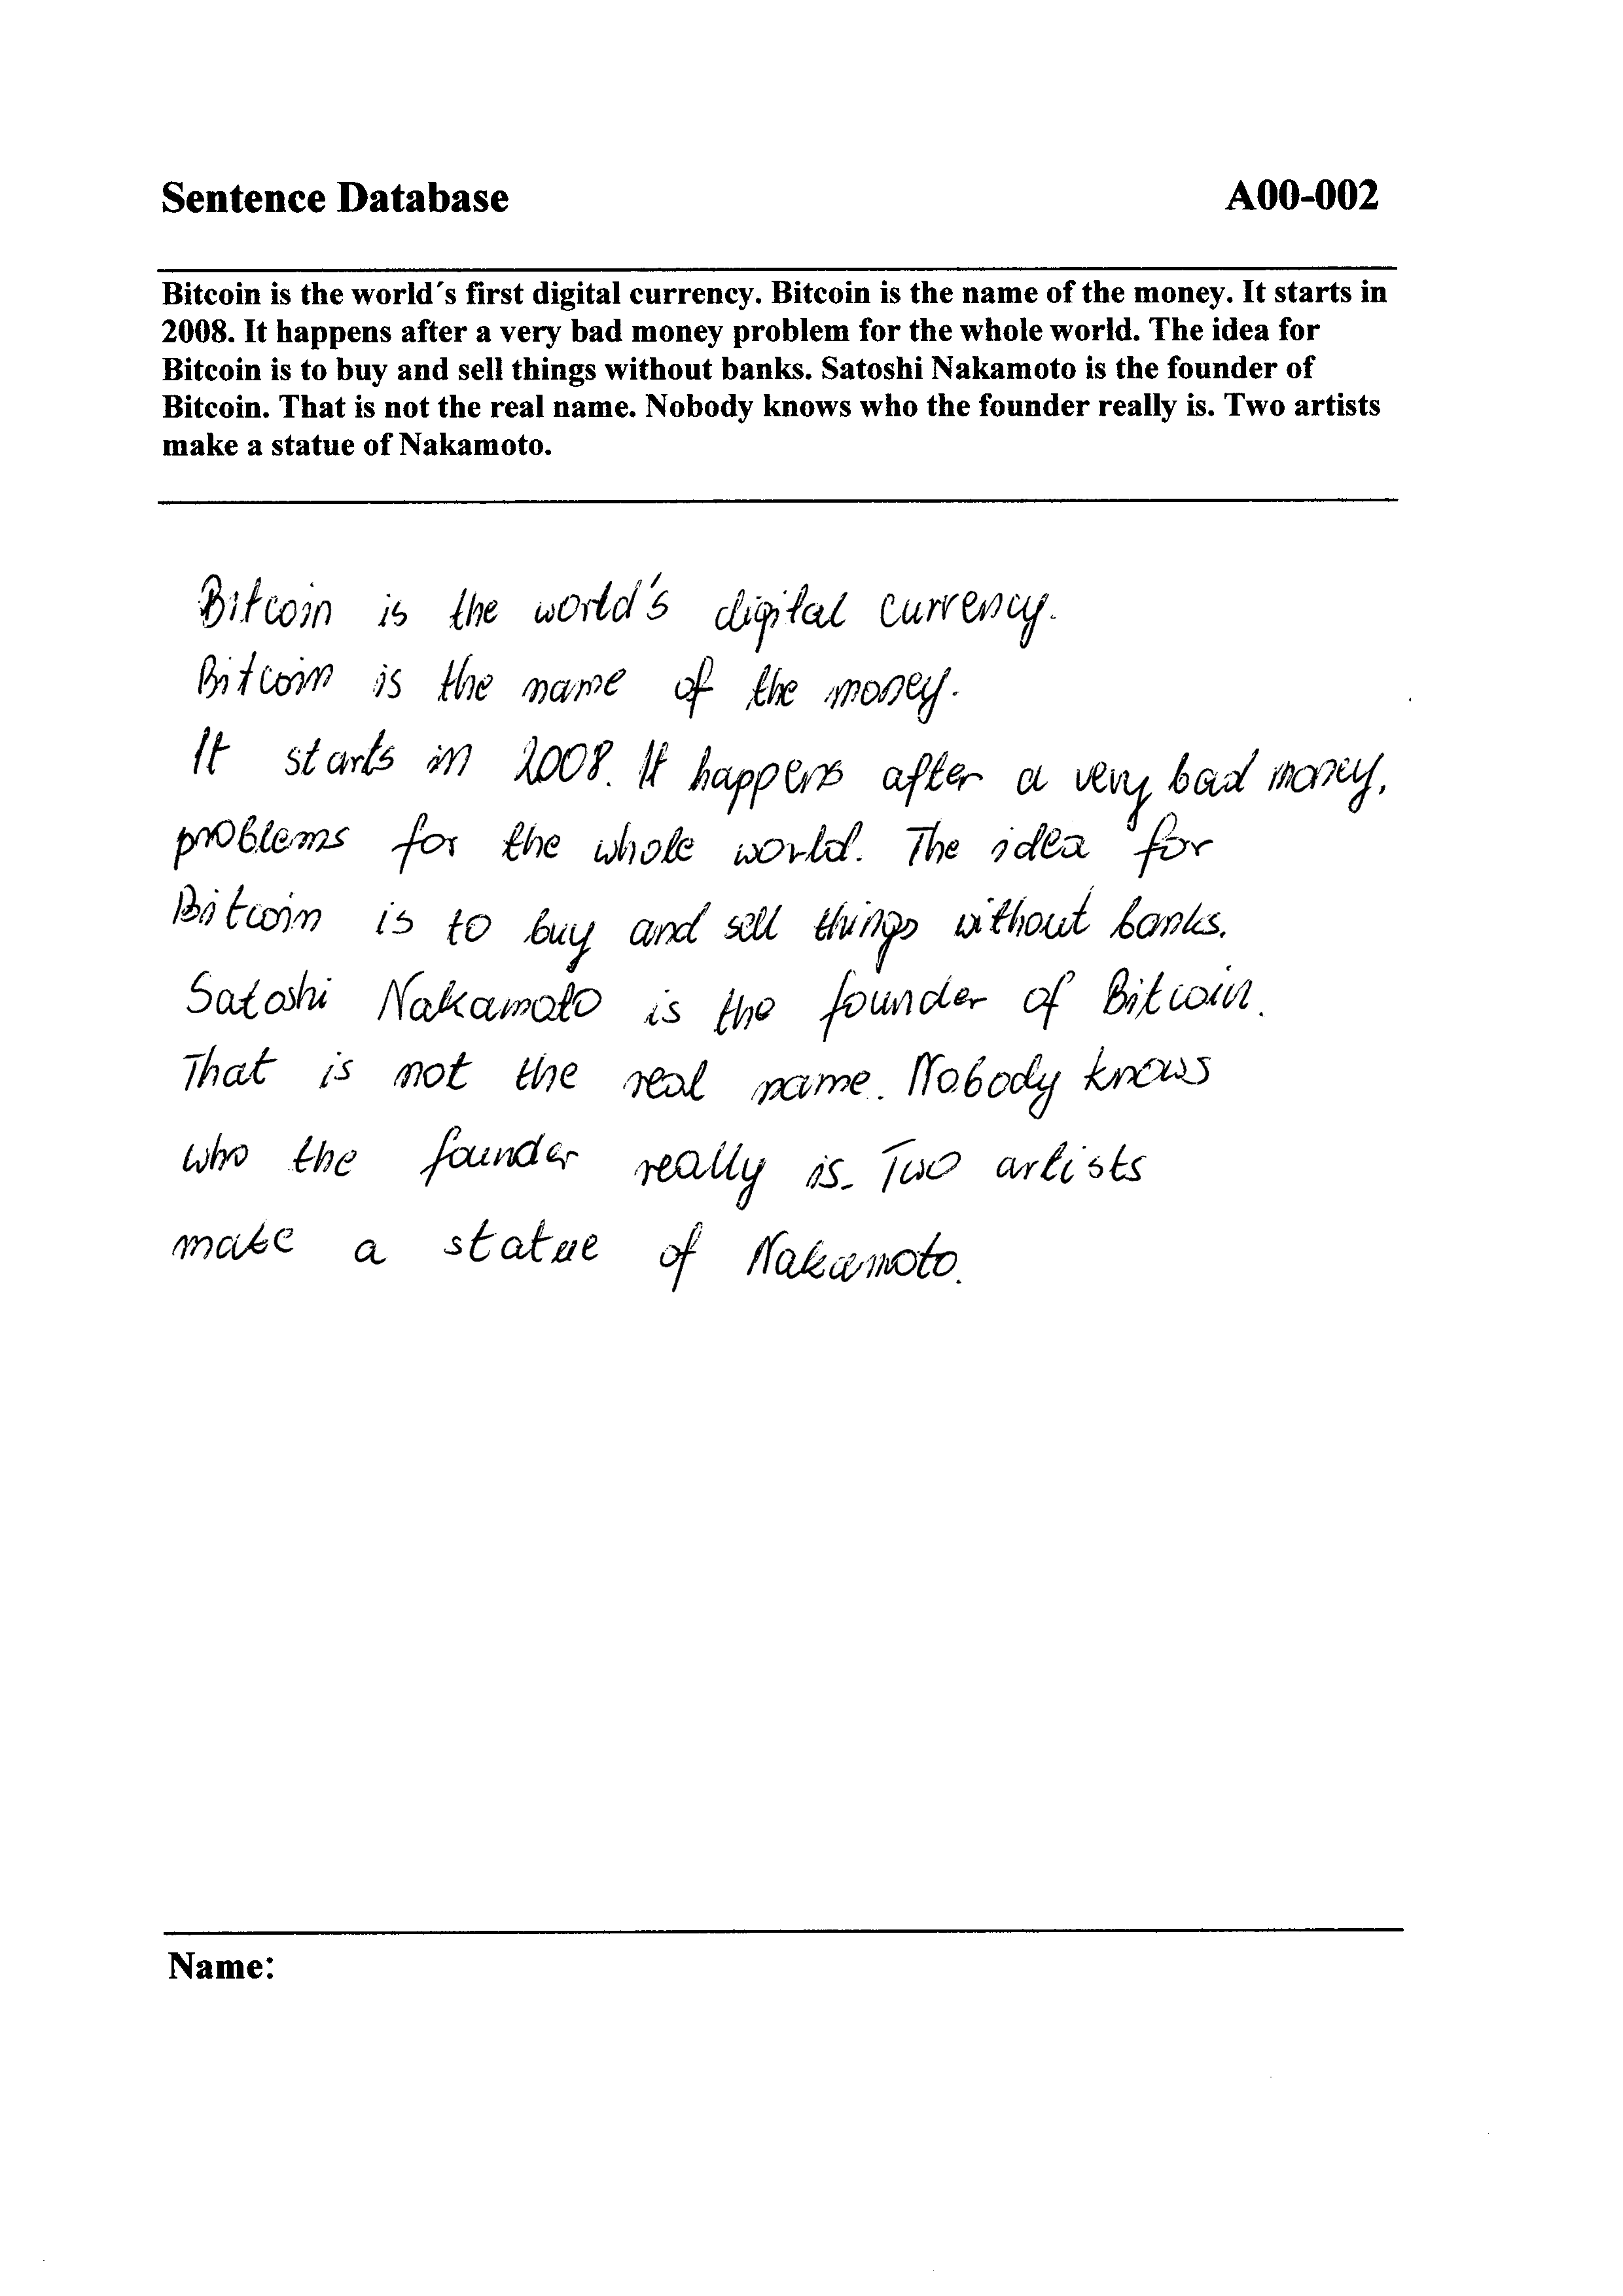 Sentence Database A00-002
Bitcoin is the world´s first digital currency. Bitcoin is the name of the money. It starts in
2008. It happens after a very bad money problem for the whole world. The idea for
Bitcoin is to buy and sell things without banks. Satoshi Nakamoto is the founder of
Bitcoin. That is not the real name. Nobody knows who the founder really is. Two artists
make a statue of Nakamoto.
Bitcoin is the world's digital currency.
Bitcoin is the name of the money.
It starts in 2008. It happens after a very bad money,
problems for the whole world. The idea for
Bitcoin is to buy and sell things without banks.
Satoshi Nakamoto is the founder of Bitcoin.
That is not the real name. Nobody knows
who the founder really is. Two artists
make a statue of Nakamoto.
Name: